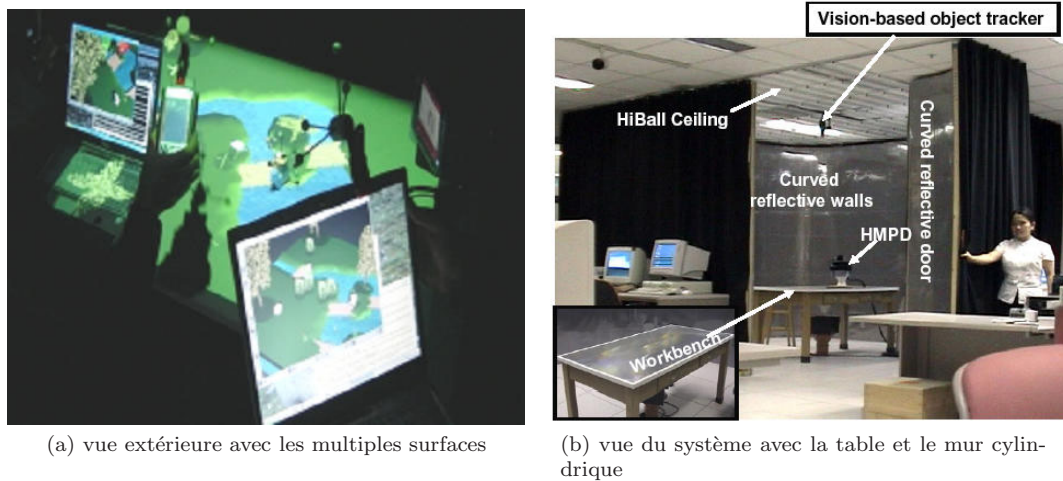 Vision-based object tracker
HiBall Ceiling
Curved
reflective walls
Curved reflective door
HMPD
Workbench
(a) vue extérieure avec les multiples surfaces
(b) vue du système avec la table et le mur cylin-
drique